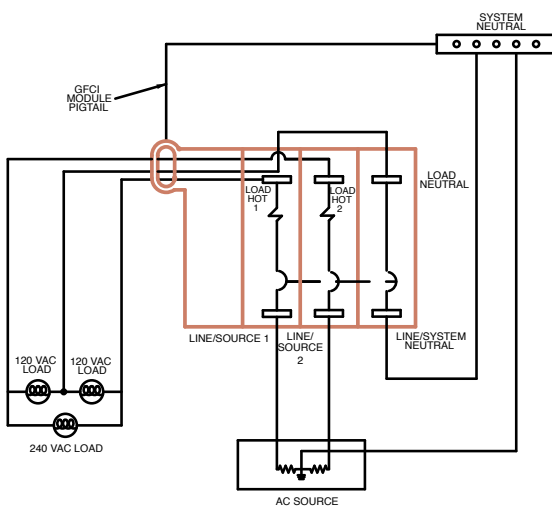 SYSTEM
NEUTRAL
GFCI
MODULE
PIGTAIL
LOAD
HOT
1
LOAD
HOT
2
LOAD
NEUTRAL
LINE/SOURCE 1
LINE/
SOURCE
2
LINE/SYSTEM
NEUTRAL
120 VAC
LOAD
120 VAC
LOAD
240 VAC LOAD
AC SOURCE